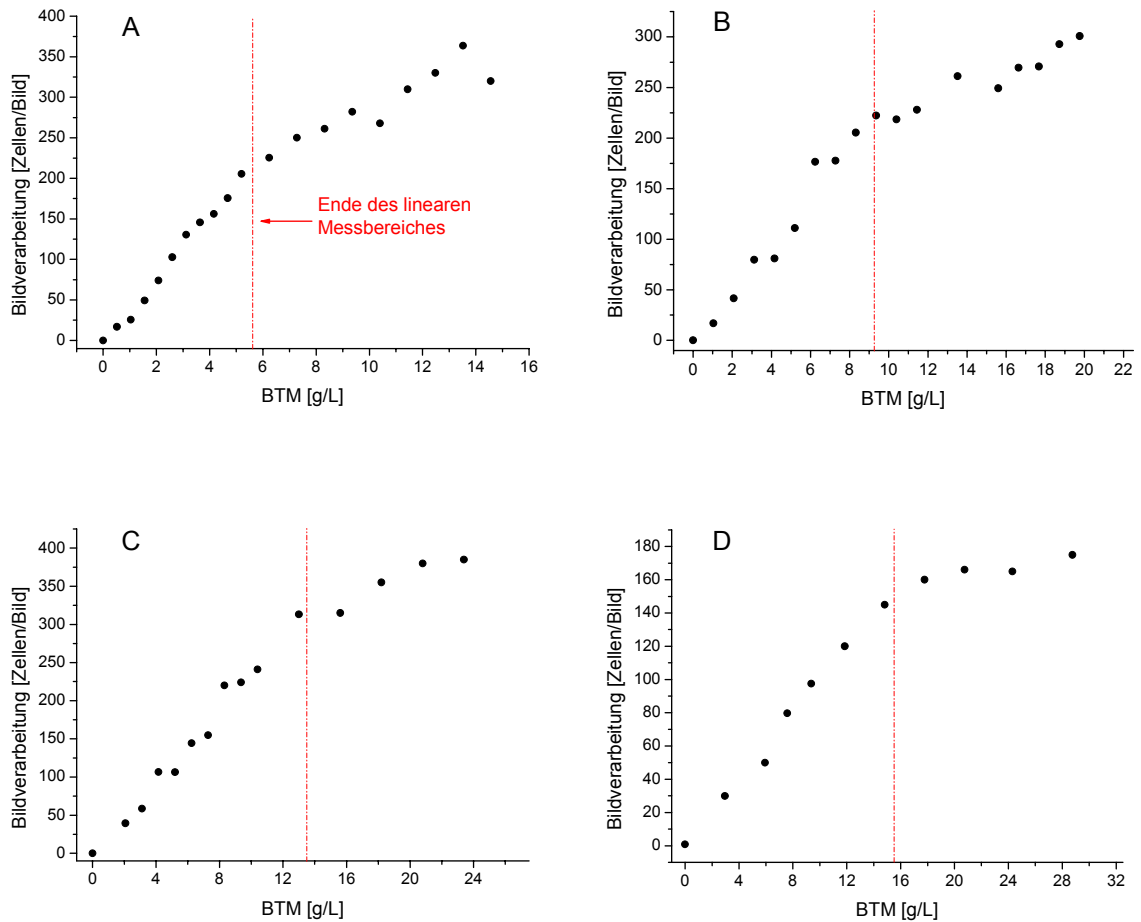 A
Bildverarbeitung [Zellen/Bild]
400
350
300
250
200
150
100
50
0
Ende des linearen
Messbereiches
0 2 4 6 8 10 12 14 16
BTM [g/L]
B
Bildverarbeitung [Zellen/Bild]
300
250
200
150
100
50
0
0 2 4 6 8 10 12 14 16 18 20 22
BTM [g/L]
C
Bildverarbeitung [Zellen/Bild]
400
350
300
250
200
150
100
50
0
0 4 8 12 16 20 24
BTM [g/L]
D
Bildverarbeitung [Zellen/Bild]
180
160
140
120
100
80
60
40
20
0
0 4 8 12 16 20 24 28 32
BTM [g/L]